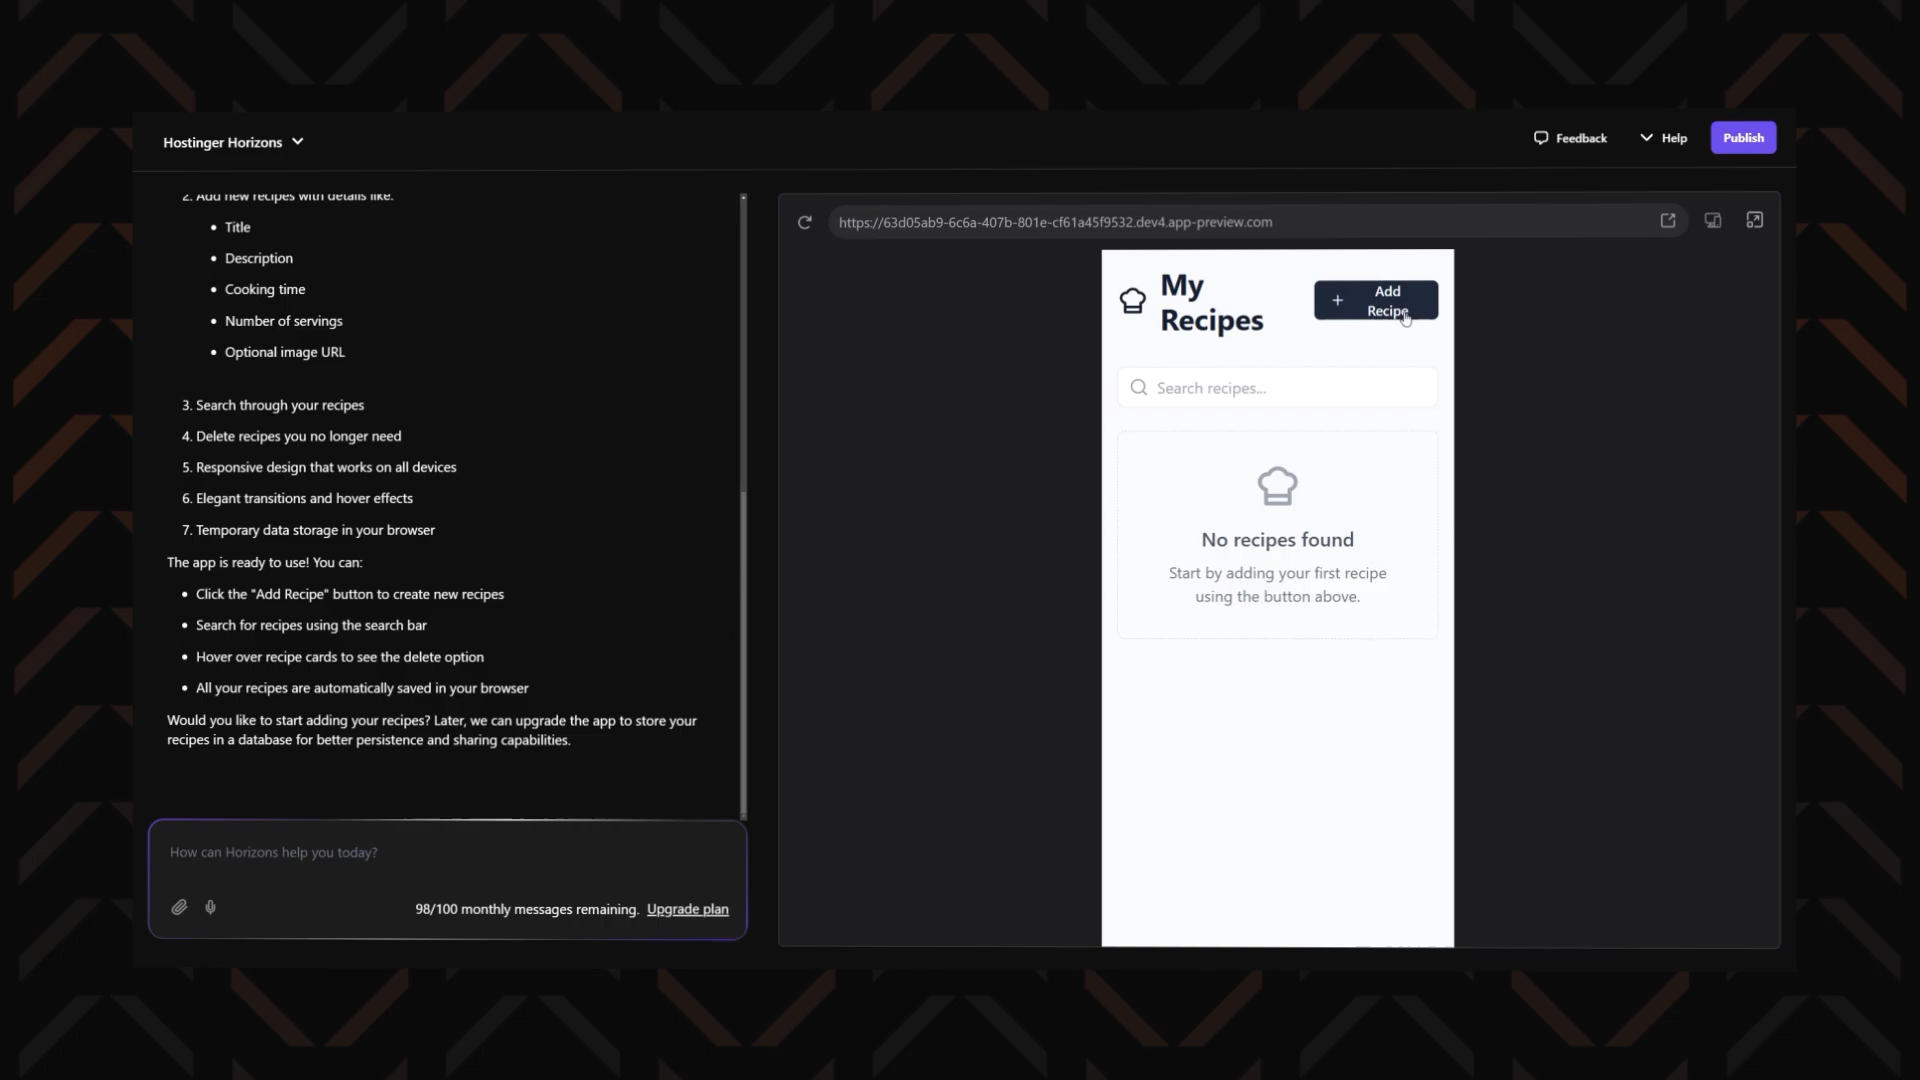 Hostinger Horizons
Feedback
Help
Publish
2. Add new recipes with details like:
• Title
• Description
• Cooking time
• Number of servings
• Optional image URL
3. Search through your recipes
4. Delete recipes you no longer need
5. Responsive design that works on all devices
6. Elegant transitions and hover effects
7. Temporary data storage in your browser
The app is ready to use! You can:
• Click the "Add Recipe" button to create new recipes
• Search for recipes using the search bar
• Hover over recipe cards to see the delete option
• All your recipes are automatically saved in your browser
Would you like to start adding your recipes? Later, we can upgrade the app to store your
recipes in a database for better persistence and sharing capabilities.
How can Horizons help you today?
98/100 monthly messages remaining. Upgrade plan
https://63d05ab9-6c6a-407b-801e-cf61a45f9532.dev4.app-preview.com
My
Recipes
+ Add
Recipe
Search recipes...
No recipes found
Start by adding your first recipe
using the button above.